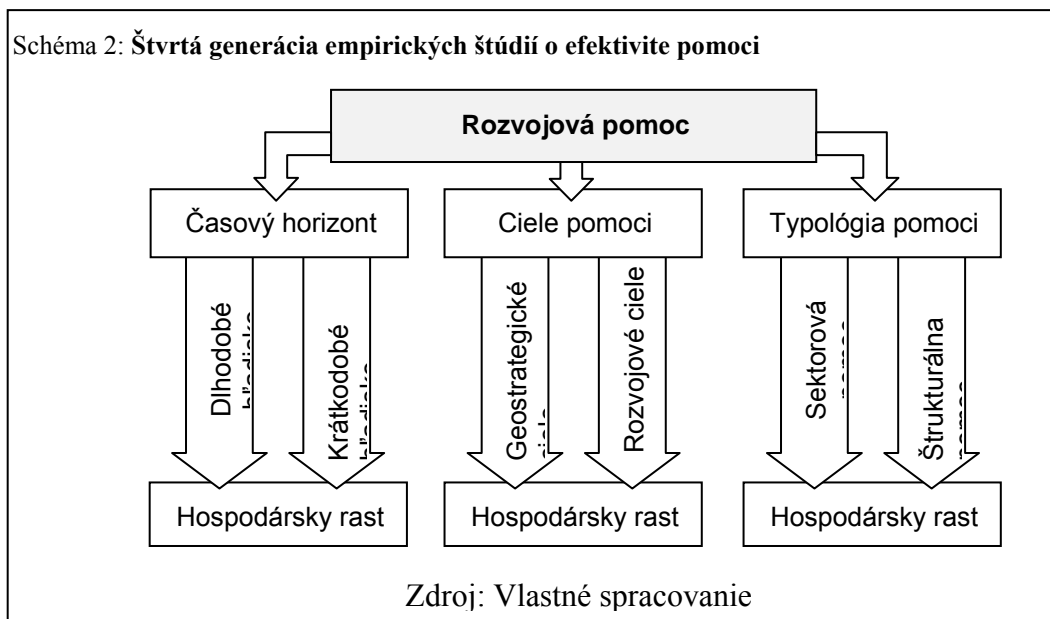 Schéma 2: Štvrtá generácia empirických štúdií o efektivite pomoci
Rozvojová pomoc
Časový horizont
Ciele pomoci
Typológia pomoci
Dlhodobé
Krátkodobé
Geostrategické
Rozvojové ciele
Sektorová
Štrukturálna
Hospodársky rast
Hospodársky rast
Hospodársky rast
Zdroj: Vlastné spracovanie